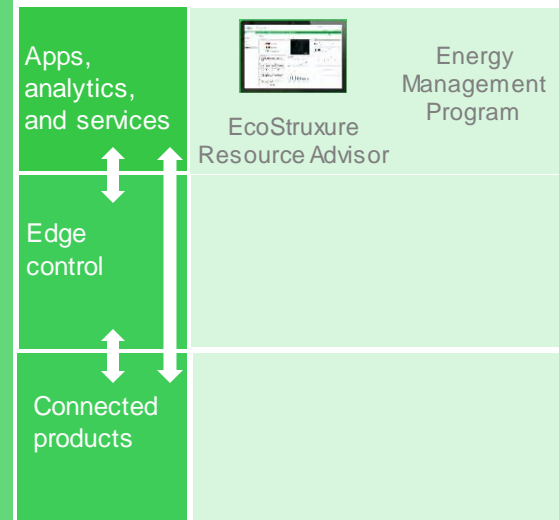 Apps,
analytics,
and services
EcoStruxure
Resource Advisor
Energy
Management
Program
Edge
control
Connected
products